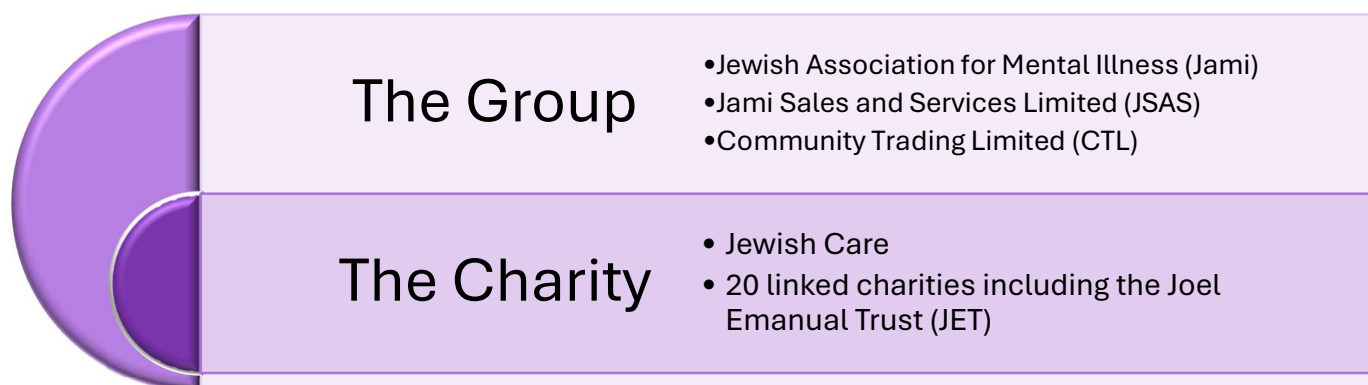 The Group
•Jewish Association for Mental Illness (Jami)
•Jami Sales and Services Limited (JSAS)
•Community Trading Limited (CTL)
The Charity
• Jewish Care
• 20 linked charities including the Joel
Emanual Trust (JET)